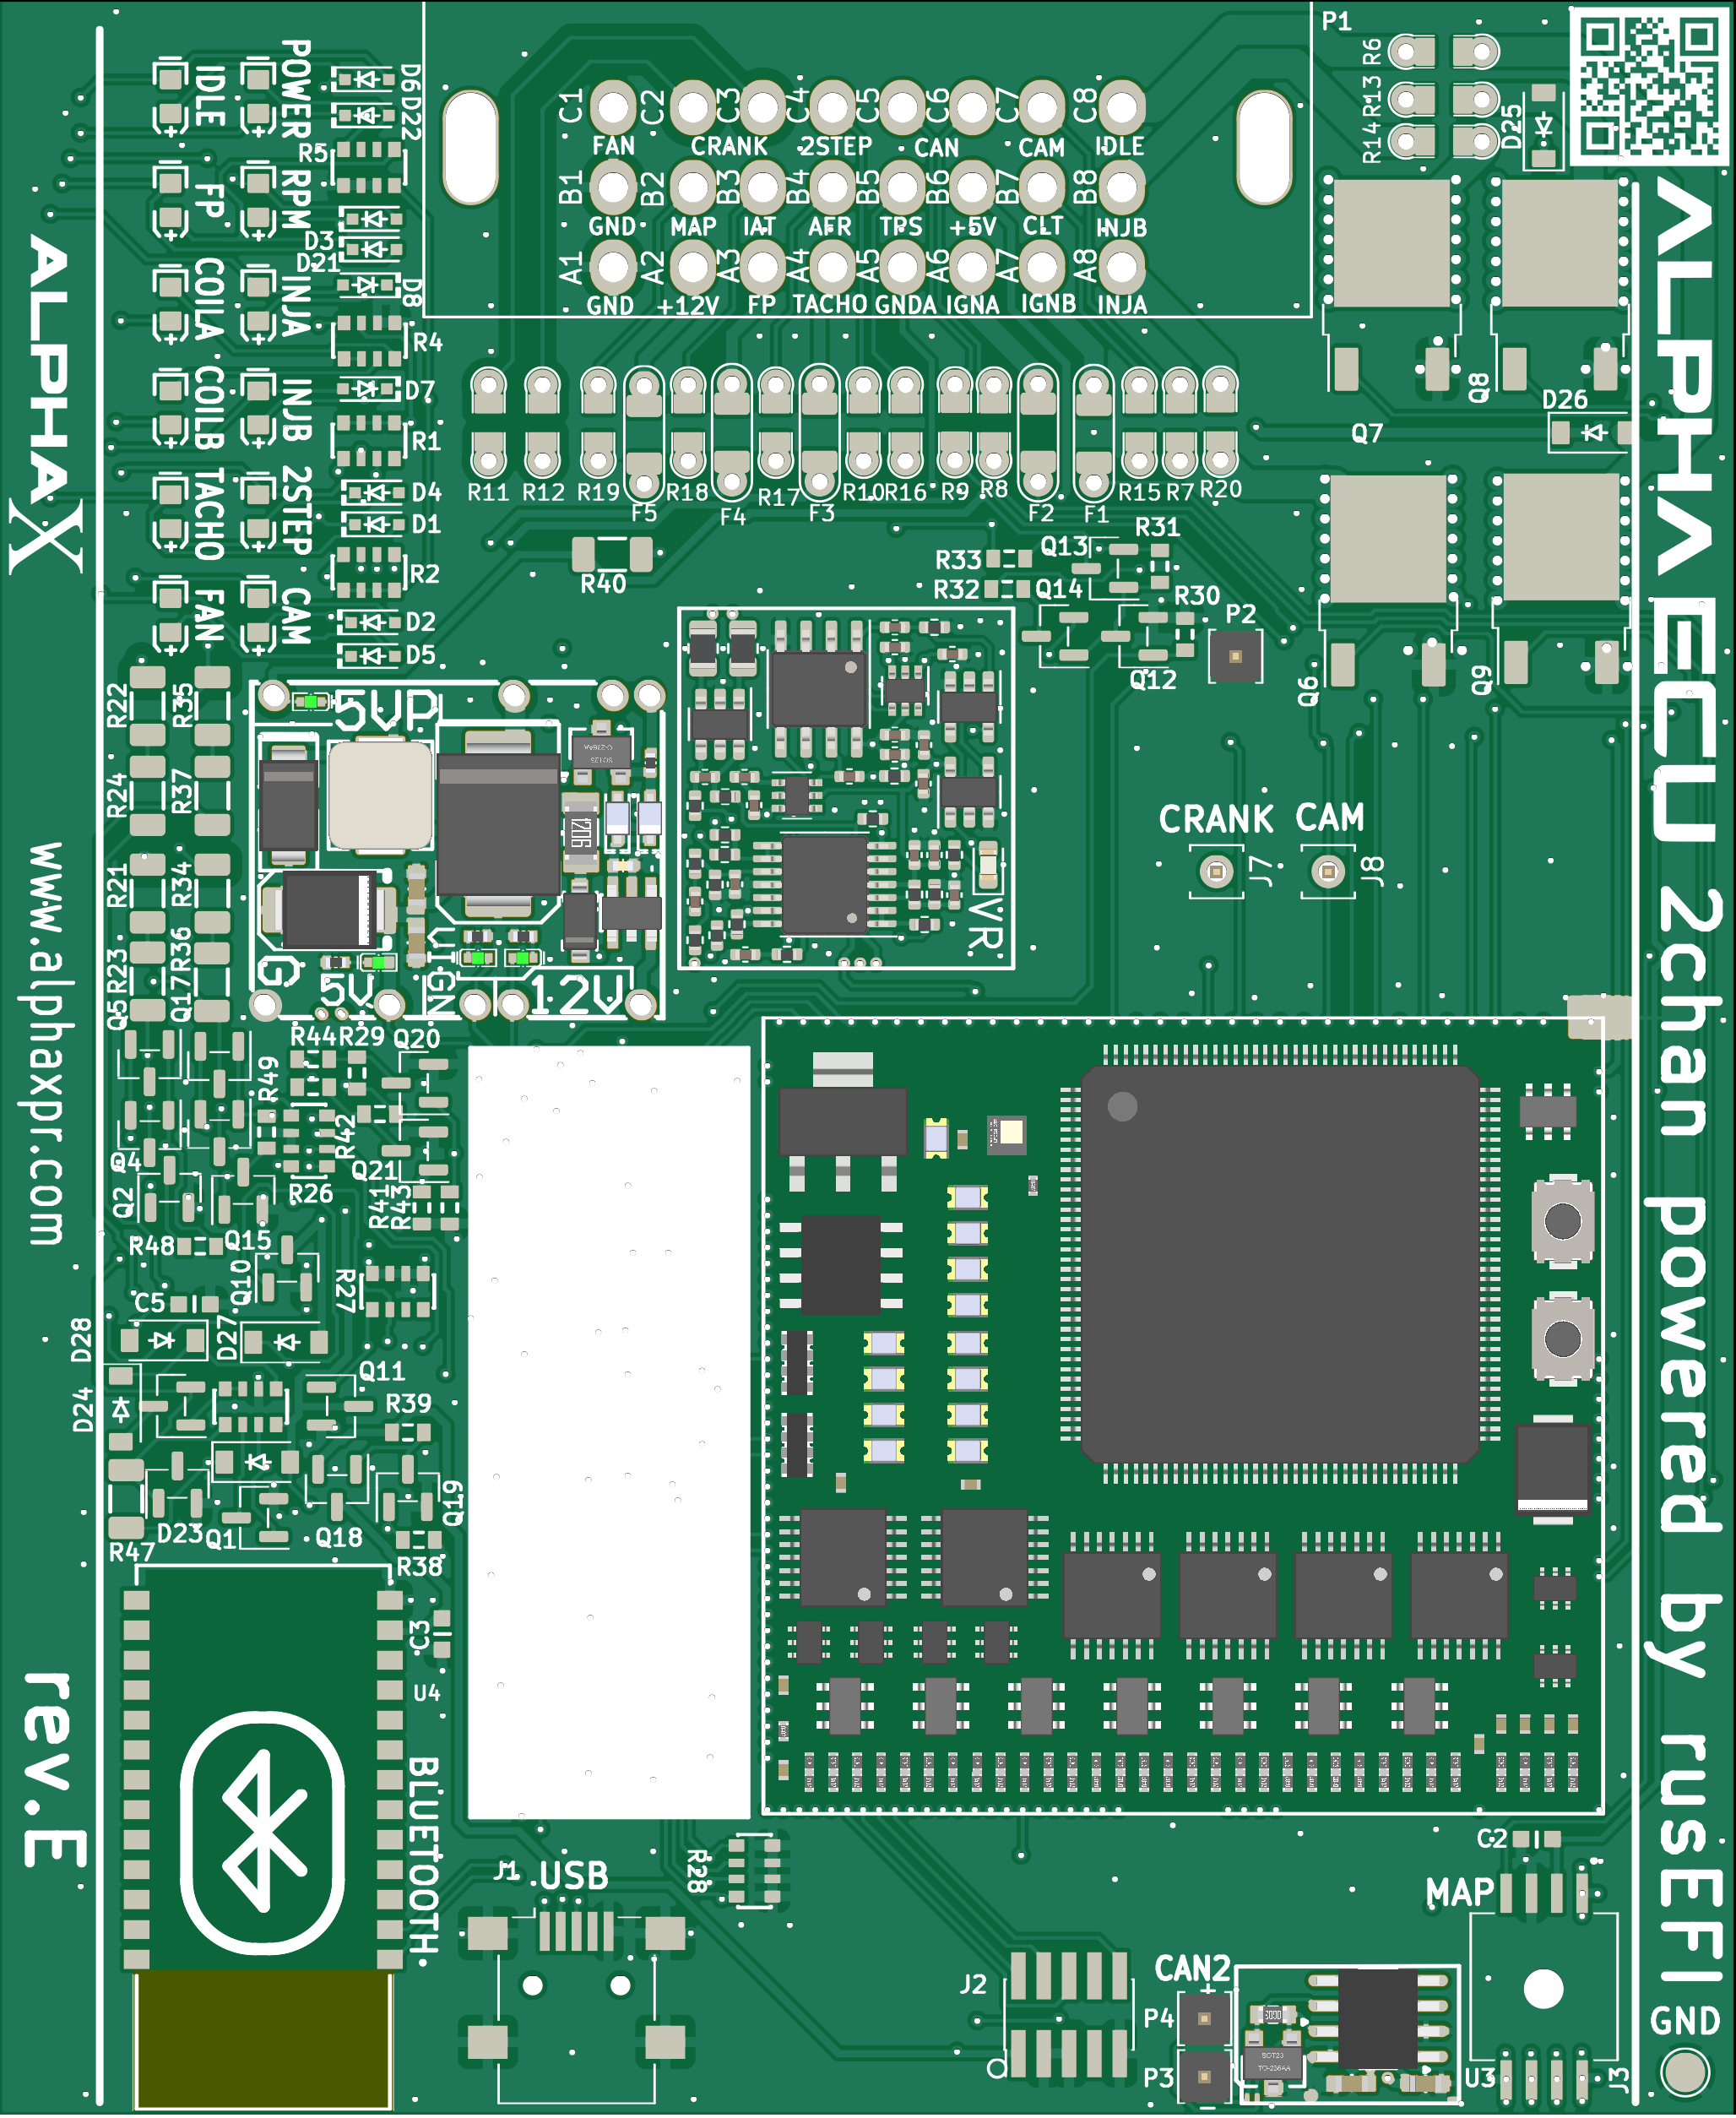 P1
R6
R13
R14
D25
C1 C2 C3 C4 C5 C6 C7 C8
FAN CRANK 2STEP CAN CAM IDLE
B1 B2 B3 B4 B5 B6 B7 B8
GND MAP IAT AFR TPS +5V CLT INJB
A1 A2 A3 A4 A5 A6 A7 A8
GND +12V FP TACHO GNDA IGNA IGNB INJA
IDLE POWER D6
D22
R5
FP RPM
D3
D21
COILA INJA D8
R4
D7
COILB INJB R1
TACHO 2STEP D4
D1
R2
FAN CAM D2
D5
ALPHAX
www.alphaxpr.com
rev.E
R11 R12 R19 F5 R18 F4 R17 F3 R10 R16 R9 R8 F2 F1 R15 R7 R20
Q8
D26
Q7
Q6
Q9
R40
R33
R32
Q13
R31
Q14
R30
Q12
P2
ALPHA ECU 2chan powered by rusEFI
R22 R35
R24 R37
R21 R34
R23 R36
Q5 Q17
5VP
1206
G 5V V IGN 12V
VR
CRANK CAM
J7 J8
R44 R29 Q20
R49
R42
Q4
Q21
R26
Q2
R41
R43
R48 Q15
Q10
R27
C5
D28
D27
Q11
D24
R39
D23 Q1 Q18 Q19
R47
R38
C3
U4
BLUETOOTH
J1 USB
R28
J2
CAN2
+
P4
P3
-
SOT23
TO-236AA
C2
MAP
U3
J3
GND